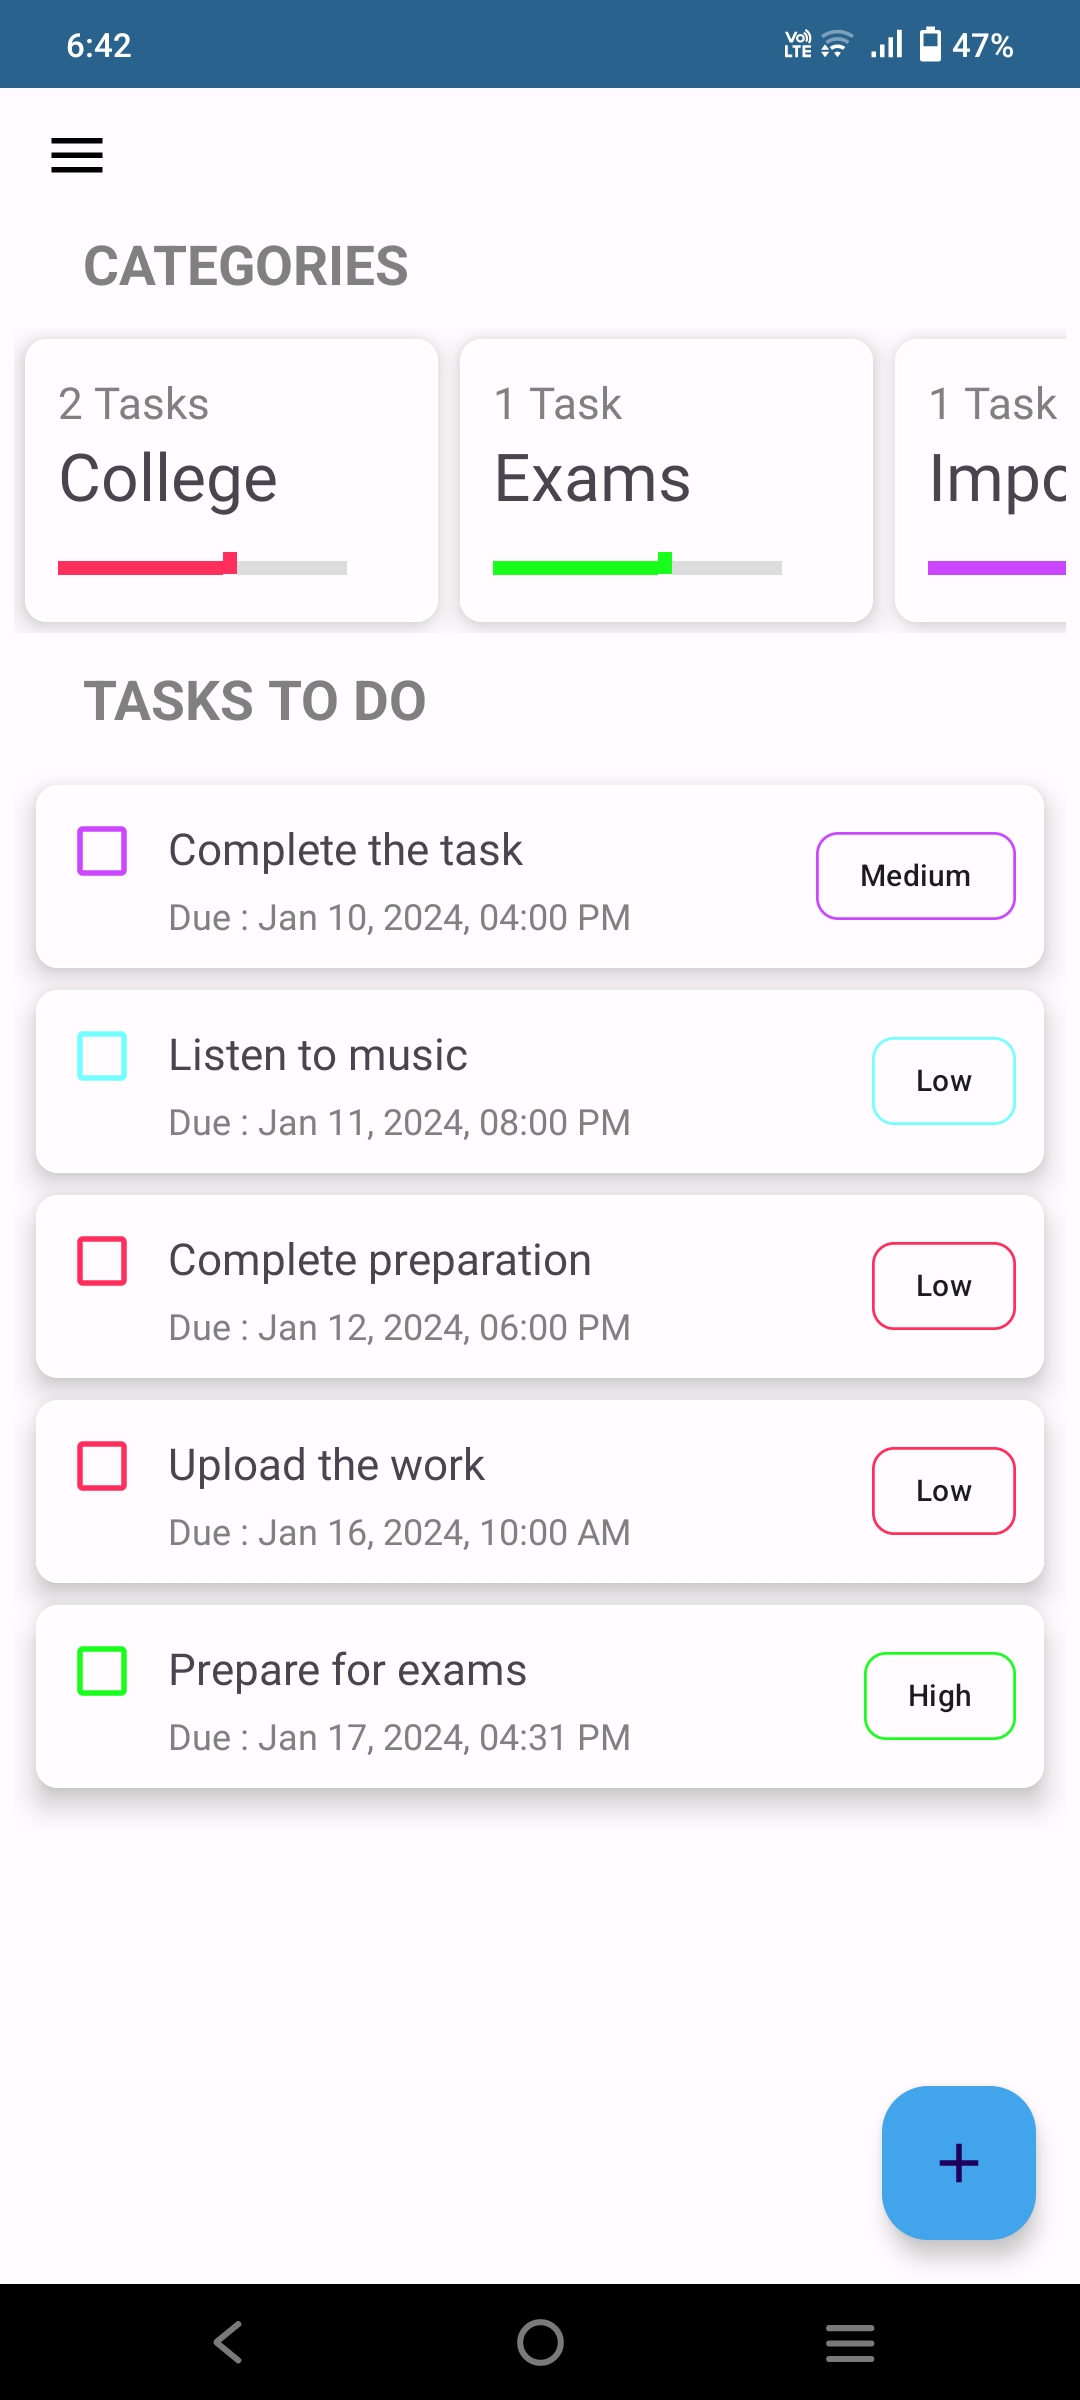 6:42
Vo) LTE 47%
CATEGORIES
2 Tasks
College
1 Task
Exams
1 Task
Impo
TASKS TO DO
Complete the task
Due : Jan 10, 2024, 04:00 PM
Medium
Listen to music
Due : Jan 11, 2024, 08:00 PM
Low
Complete preparation
Due : Jan 12, 2024, 06:00 PM
Low
Upload the work
Due : Jan 16, 2024, 10:00 AM
Low
Prepare for exams
Due : Jan 17, 2024, 04:31 PM
High